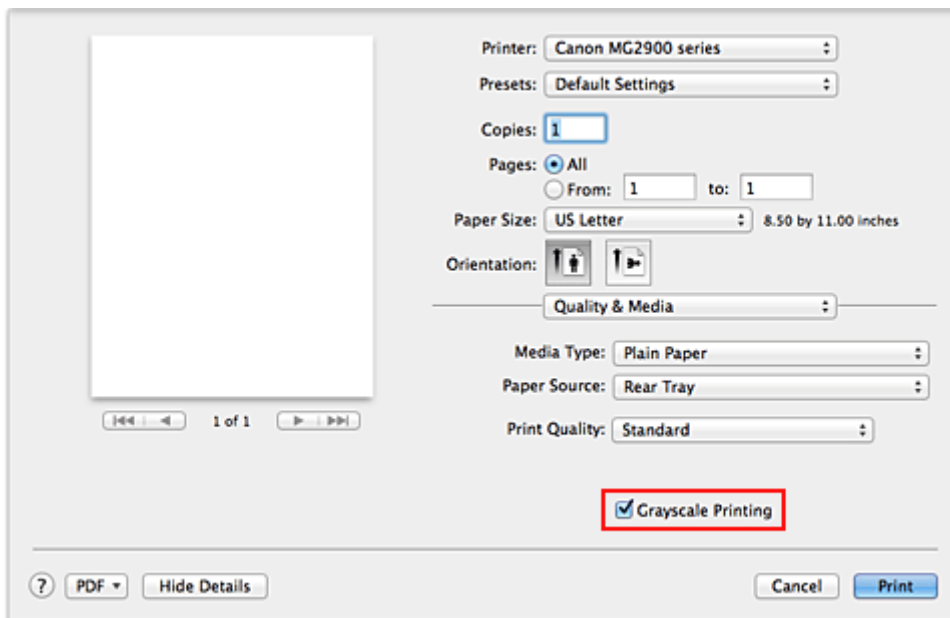 Printer: Canon MG2900 series
Presets: Default Settings
Copies: 1
Pages: All
From: 1 to: 1
Paper Size: US Letter 8.50 by 11.00 inches
Orientation:
Quality & Media
Media Type: Plain Paper
Paper Source: Rear Tray
1 of 1
Print Quality: Standard
Grayscale Printing
? PDF Hide Details Cancel Print